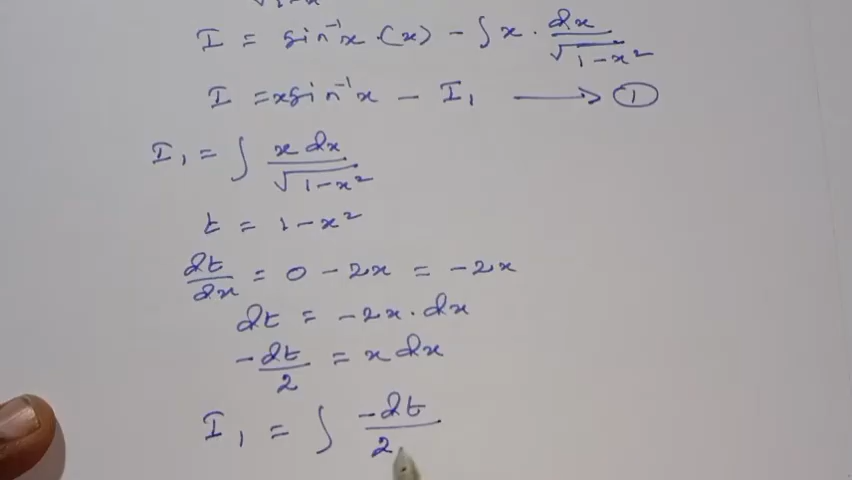 √1-x
I = sin⁻¹x · (x) - ∫ x · dx/√1-x²
I = x sin⁻¹x - I₁ ⟶ ①
I₁ = ∫ x dx/√1-x²
t = 1-x²
dt/dx = 0 - 2x = -2x
dt = -2x · dx
-dt/2 = x dx
I₁ = ∫ -dt/2